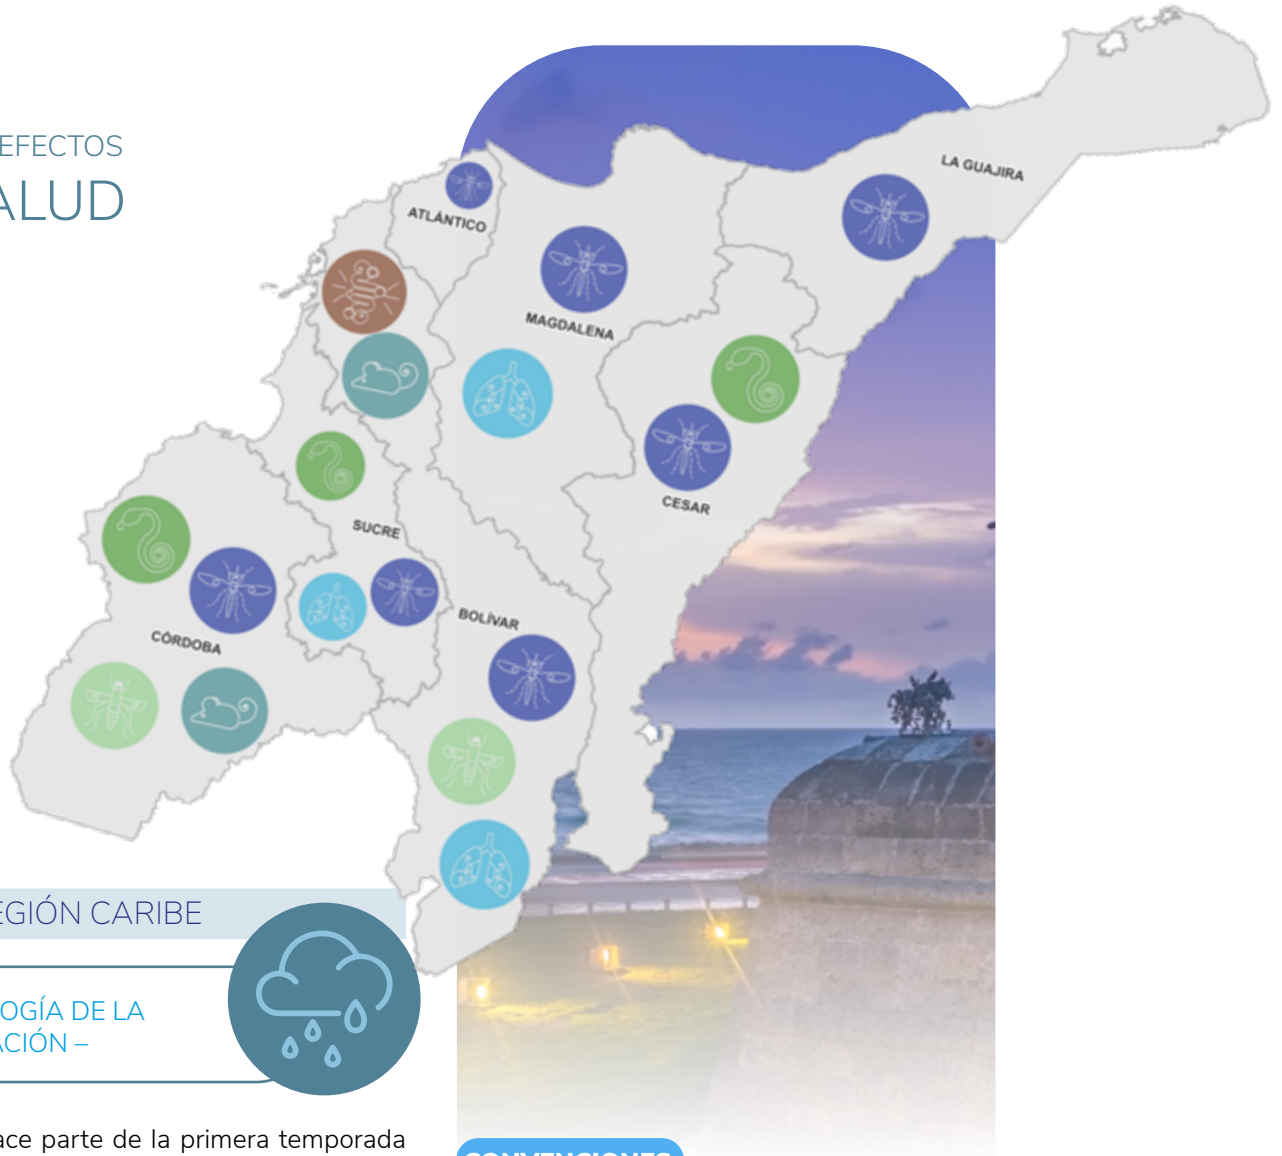 EFECTOS
ALUD
LA GUAJIRA
ATLÁNTICO
MAGDALENA
CESAR
SUCRE
BOLÍVAR
CÓRDOBA
EGIÓN CARIBE
OGÍA DE LA
ACIÓN –
ace parte de la primera temporada
CONVENCIONES